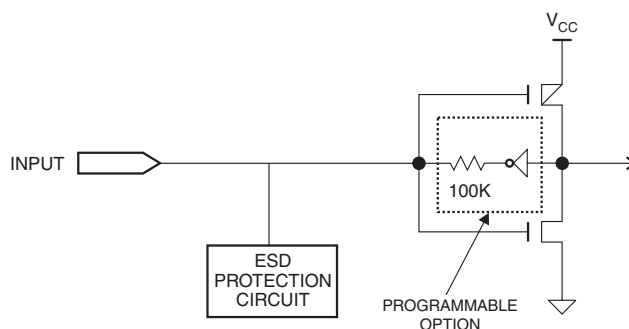 VCC
INPUT
100K
ESD
PROTECTION
CIRCUIT
PROGRAMMABLE
OPTION